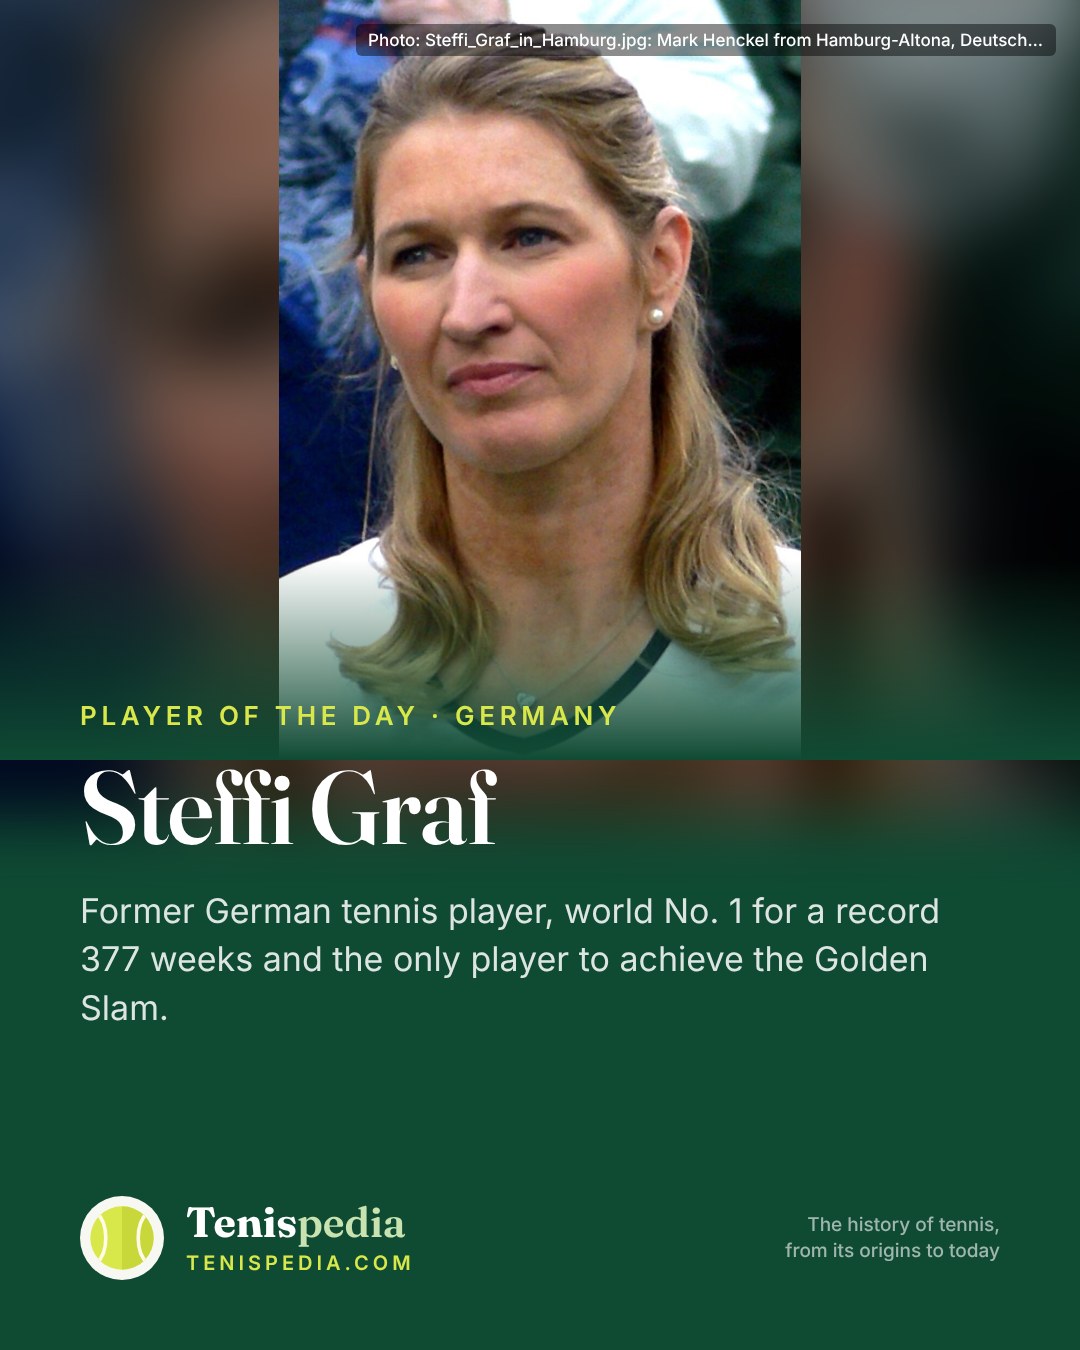 Photo: Steffi_Graf_in_Hamburg.jpg: Mark Henckel from Hamburg-Altona, Deutsch...
PLAYER OF THE DAY · GERMANY
Steffi Graf
Former German tennis player, world No. 1 for a record
377 weeks and the only player to achieve the Golden
Slam.
Tenispedia
TENISPEDIA.COM
The history of tennis,
from its origins to today